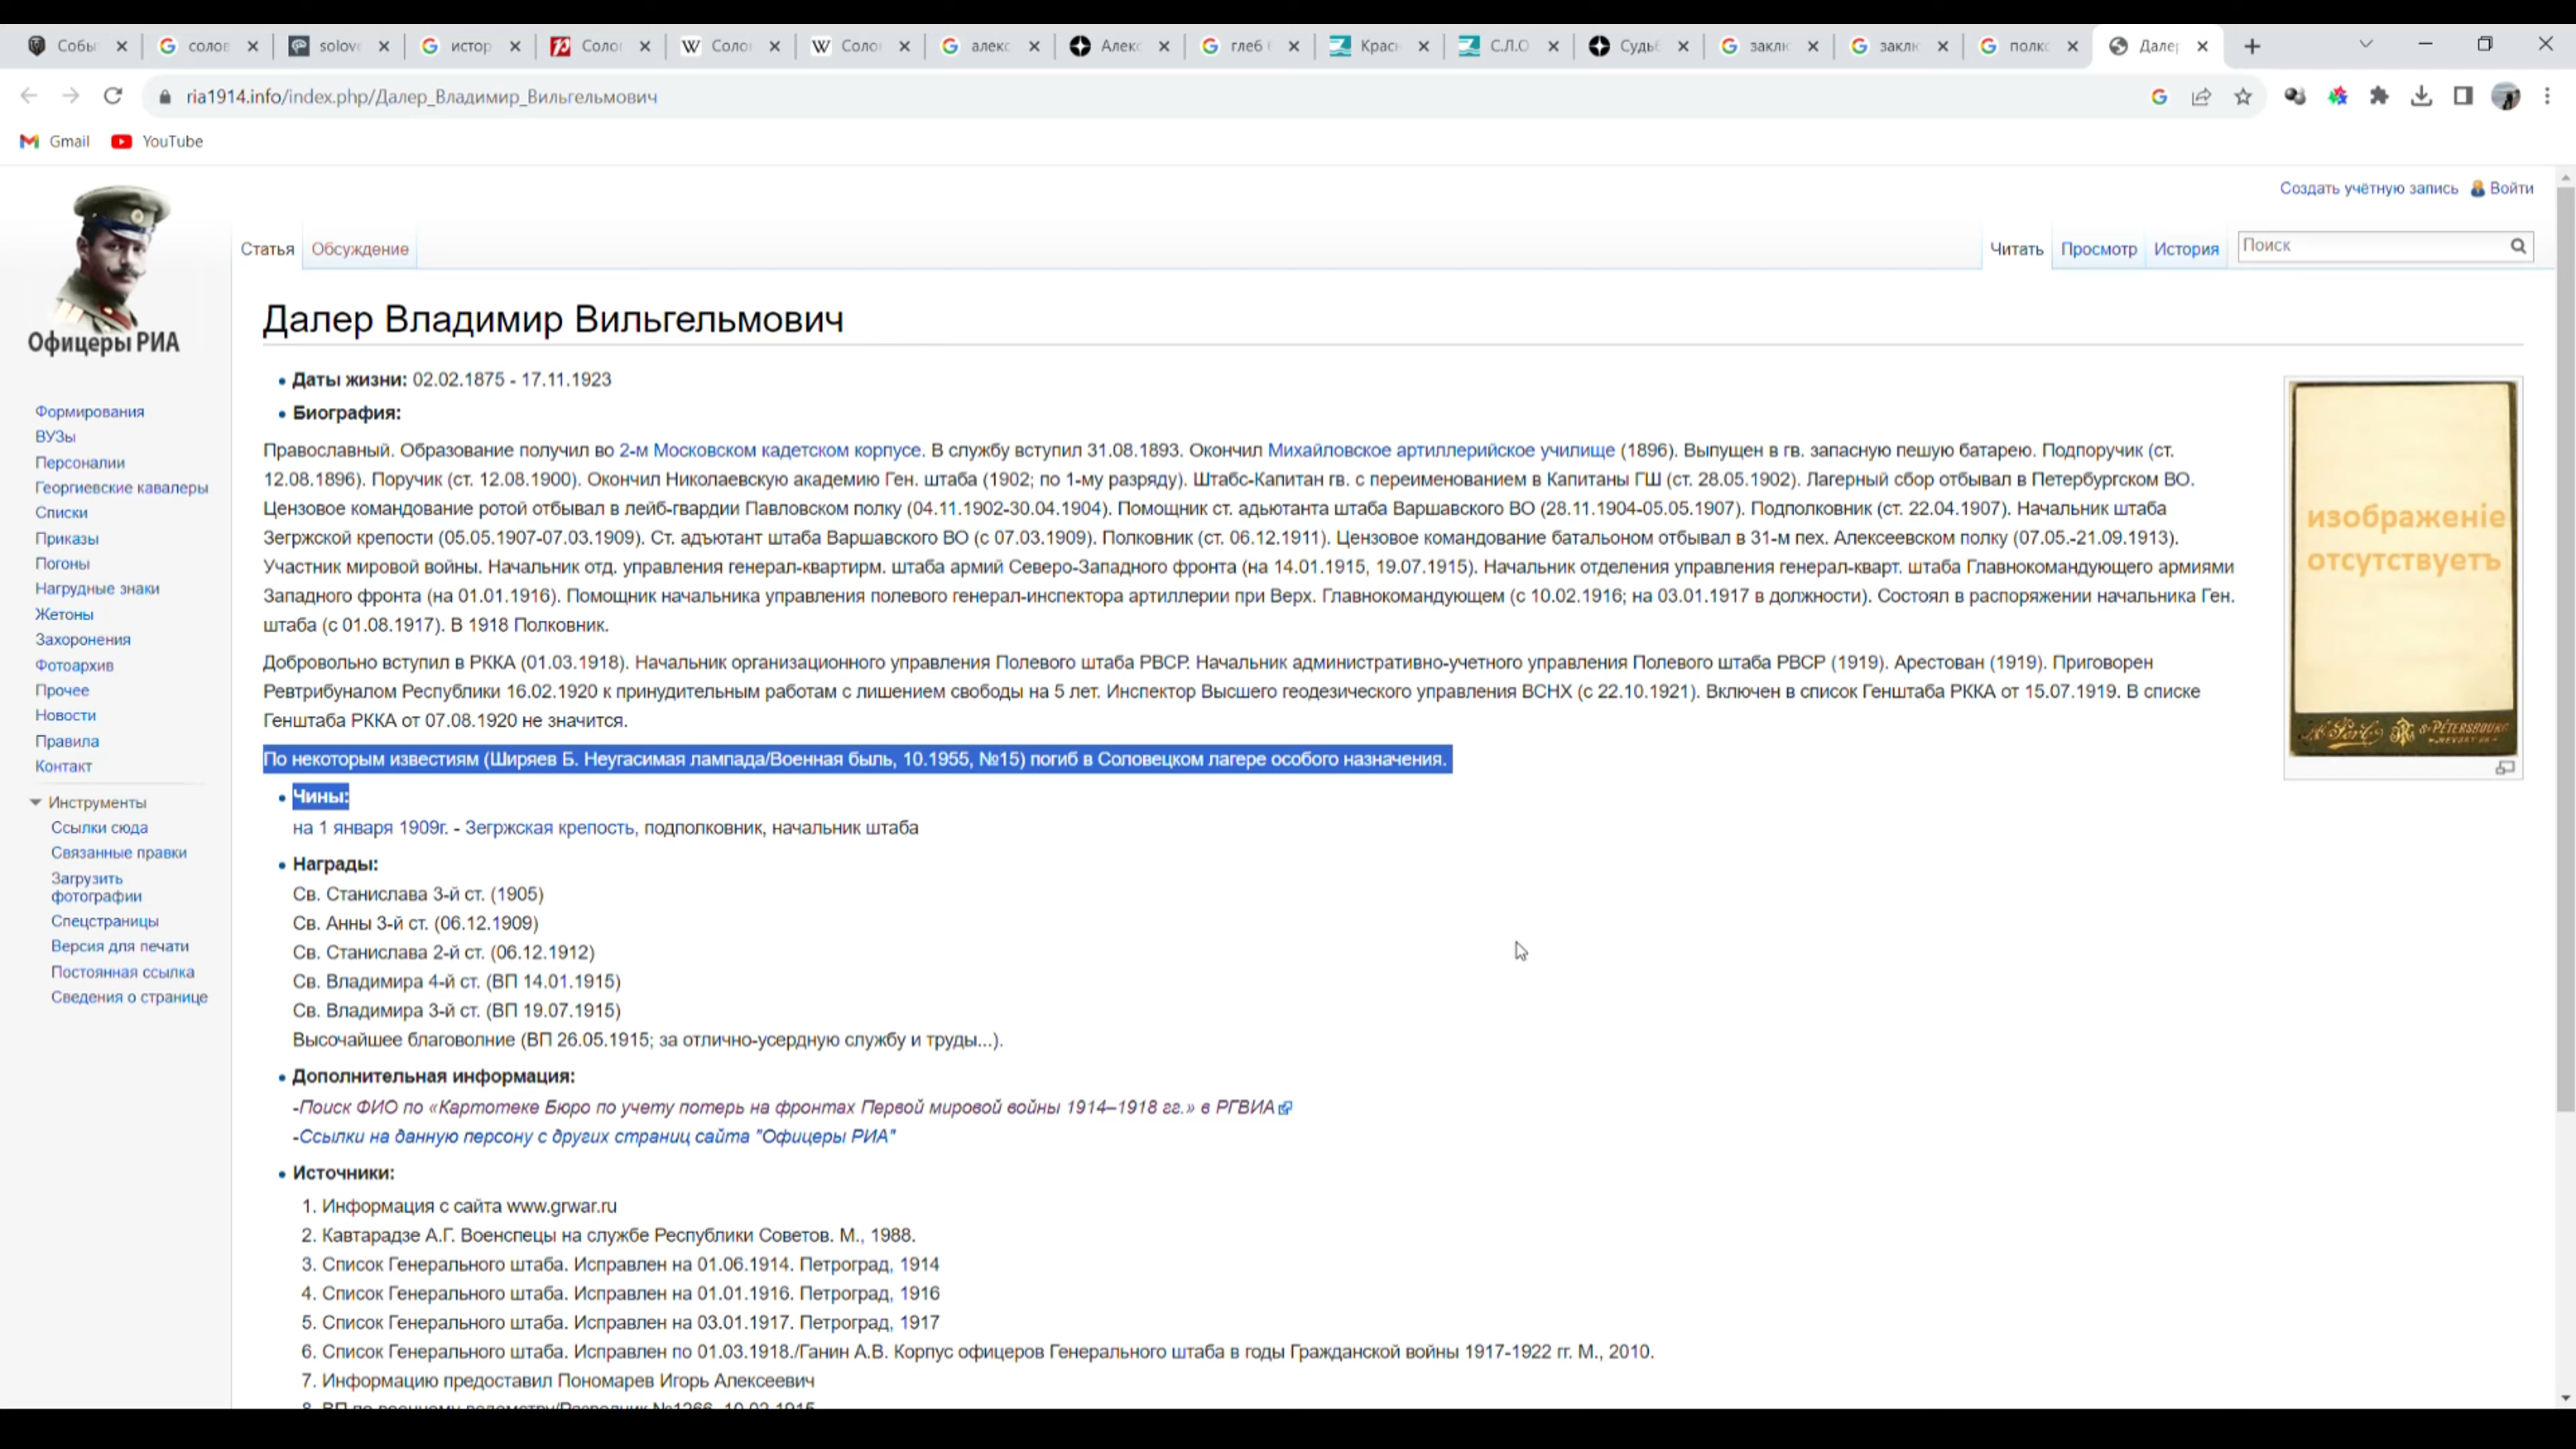 Собы
солов
solove
истор
Солог
Солог
Солог
алекс
Алекс
глеб
Красн
С.Л.О
Судьб
заклю
заклю
полко
Далер
ria1914.info/index.php/Далер_Владимир_Вильгельмович
Gmail
YouTube
Создать учётную запись
Войти
Статья
Обсуждение
Читать
Просмотр
История
Поиск
Офицеры РИА
Формирования
ВУЗы
Персоналии
Георгиевские кавалеры
Списки
Приказы
Погоны
Нагрудные знаки
Жетоны
Захоронения
Фотоархив
Прочее
Новости
Правила
Контакт
Инструменты
Ссылки сюда
Связанные правки
Загрузить
фотографии
Спецстраницы
Версия для печати
Постоянная ссылка
Сведения о странице
Далер Владимир Вильгельмович
Даты жизни: 02.02.1875 - 17.11.1923
Биография:
Православный. Образование получил во 2-м Московском кадетском корпусе. В службу вступил 31.08.1893. Окончил Михайловское артиллерийское училище (1896). Выпущен в гв. запасную пешую батарею. Подпоручик (ст.
12.08.1896). Поручик (ст. 12.08.1900). Окончил Николаевскую академию Ген. штаба (1902; по 1-му разряду). Штабс-Капитан гв. с переименованием в Капитаны ГШ (ст. 28.05.1902). Лагерный сбор отбывал в Петербургском ВО.
Цензовое командование ротой отбывал в лейб-гвардии Павловском полку (04.11.1902-30.04.1904). Помощник ст. адьютанта штаба Варшавского ВО (28.11.1904-05.05.1907). Подполковник (ст. 22.04.1907). Начальник штаба
Зегржской крепости (05.05.1907-07.03.1909). Ст. адъютант штаба Варшавского ВО (с 07.03.1909). Полковник (ст. 06.12.1911). Цензовое командование батальоном отбывал в 31-м пех. Алексеевском полку (07.05.-21.09.1913).
Участник мировой войны. Начальник отд. управления генерал-квартирм. штаба армий Северо-Западного фронта (на 14.01.1915, 19.07.1915). Начальник отделения управления генерал-кварт. штаба Главнокомандующего армиями
Западного фронта (на 01.01.1916). Помощник начальника управления полевого генерал-инспектора артиллерии при Верх. Главнокомандующем (с 10.02.1916; на 03.01.1917 в должности). Состоял в распоряжении начальника Ген.
штаба (с 01.08.1917). В 1918 Полковник.
Добровольно вступил в РККА (01.03.1918). Начальник организационного управления Полевого штаба РВСР. Начальник административно-учетного управления Полевого штаба РВСР (1919). Арестован (1919). Приговорен
Ревтрибуналом Республики 16.02.1920 к принудительным работам с лишением свободы на 5 лет. Инспектор Высшего геодезического управления ВСНХ (с 22.10.1921). Включен в список Генштаба РККА от 15.07.1919. В списке
Генштаба РККА от 07.08.1920 не значится.
По некоторым известиям (Ширяев Б. Неугасимая лампада/Военная быль, 10.1955, №15) погиб в Соловецком лагере особого назначения.
Чины:
на 1 января 1909г. - Зегржская крепость, подполковник, начальник штаба
Награды:
Св. Станислава 3-й ст. (1905)
Св. Анны 3-й ст. (06.12.1909)
Св. Станислава 2-й ст. (06.12.1912)
Св. Владимира 4-й ст. (ВП 14.01.1915)
Св. Владимира 3-й ст. (ВП 19.07.1915)
Высочайшее благоволние (ВП 26.05.1915; за отлично-усердную службу и труды...).
Дополнительная информация:
-Поиск ФИО по «Картотеке Бюро по учету потерь на фронтах Первой мировой войны 1914–1918 гг.» в РГВИА
-Ссылки на данную персону с других страниц сайта "Офицеры РИА"
Источники:
1. Информация с сайта www.grwar.ru
2. Кавтарадзе А.Г. Военспецы на службе Республики Советов. М., 1988.
3. Список Генерального штаба. Исправлен на 01.06.1914. Петроград, 1914
4. Список Генерального штаба. Исправлен на 01.01.1916. Петроград, 1916
5. Список Генерального штаба. Исправлен на 03.01.1917. Петроград, 1917
6. Список Генерального штаба. Исправлен по 01.03.1918./Ганин А.В. Корпус офицеров Генерального штаба в годы Гражданской войны 1917-1922 гг. М., 2010.
7. Информацию предоставил Пономарев Игорь Алексеевич
8. ВП по военному ведомству/Разведчик №1266, 10.02.1915
изображенiе
отсутствуетъ
S-PÉTERSBOURG